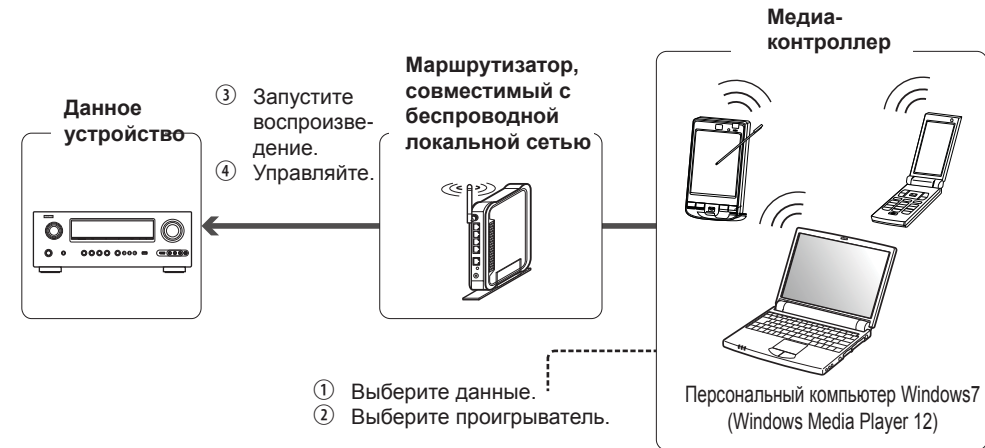 Данное
устройство
③ Запустите
воспроизве-
дение.
④ Управляйте.
Маршрутизатор,
совместимый с
беспроводной
локальной сетью
Медиа-
контроллер
Персональный компьютер Windows7
(Windows Media Player 12)
① Выберите данные.
② Выберите проигрыватель.